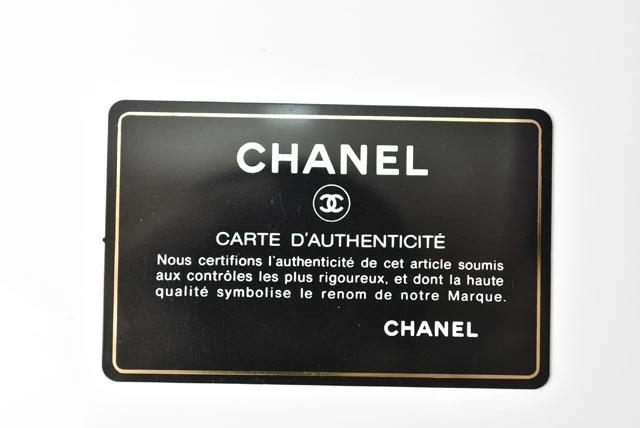 CHANEL
CARTE D'AUTHENTICITÉ
Nous certifions l'authenticité de cet article soumis
aux contrôles les plus rigoureux, et dont la haute
qualité symbolise le renom de notre Marque.
CHANEL